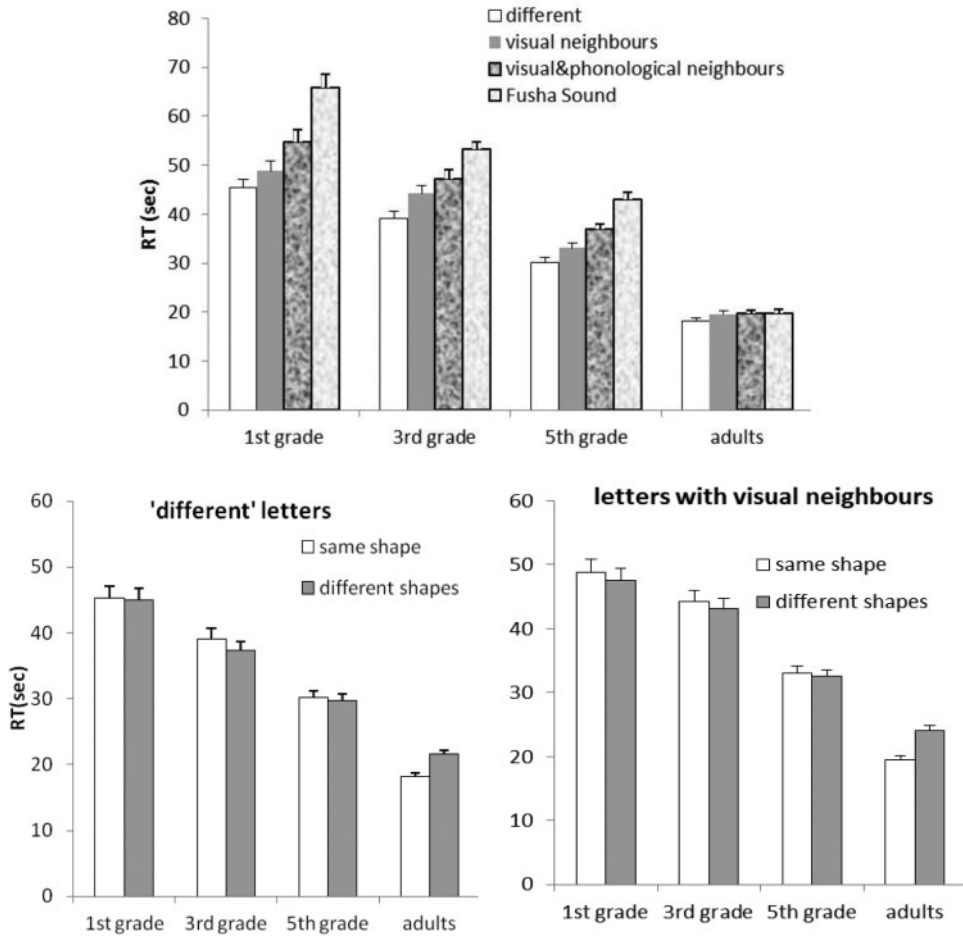 80
70
60
50
40
30
20
10
0
RT (sec)
different
visual neighbours
visual&phonological neighbours
Fusha Sound
1st grade 3rd grade 5th grade adults
'different' letters
60
50
40
30
20
10
0
RT(sec)
same shape
different shapes
1st grade 3rd grade 5th grade adults
letters with visual neighbours
60
50
40
30
20
10
0
same shape
different shapes
1st grade 3rd grade 5th grade adults